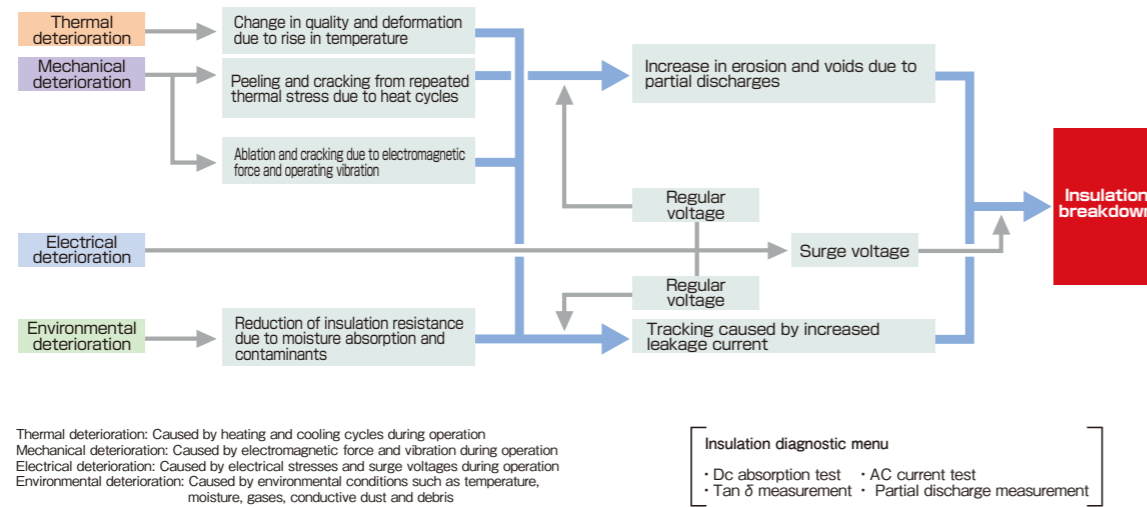 Thermal
deterioration
Change in quality and deformation
due to rise in temperature
Mechanical
deterioration
Peeling and cracking from repeated
thermal stress due to heat cycles
Increase in erosion and voids due to
partial discharges
Ablation and cracking due to electromagnetic
force and operating vibration
Regular
voltage
Insulation
breakdown
Electrical
deterioration
Surge voltage
Regular
voltage
Environmental
deterioration
Reduction of insulation resistance
due to moisture absorption and
contaminants
Tracking caused by increased
leakage current
Thermal deterioration: Caused by heating and cooling cycles during operation
Mechanical deterioration: Caused by electromagnetic force and vibration during operation
Electrical deterioration: Caused by electrical stresses and surge voltages during operation
Environmental deterioration: Caused by environmental conditions such as temperature,
moisture, gases, conductive dust and debris
Insulation diagnostic menu
・Dc absorption test ・AC current test
・Tan δ measurement ・Partial discharge measurement